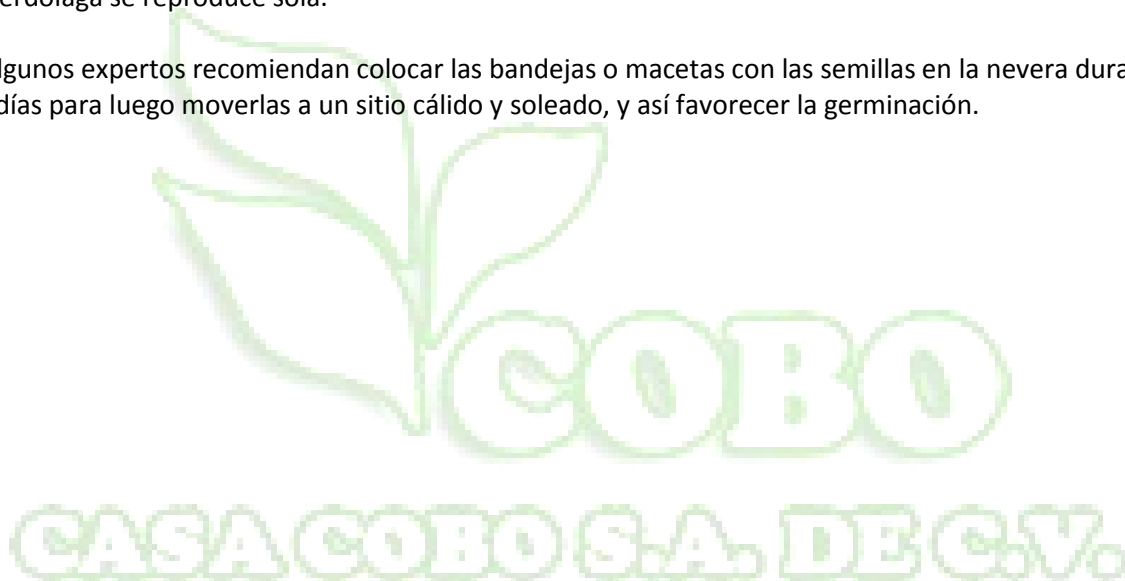 erdolaga se reproduce sola.
lgunos expertos recomiendan colocar las bandejas o macetas con las semillas en la nevera dura
días para luego moverlas a un sitio cálido y soleado, y así favorecer la germinación.
COBO
CASA COBO S.A. DE C.V.